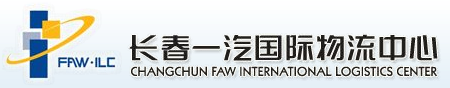 FAW·ILC
长春一汽国际物流中心
CHANGCHUN FAW INTERNATIONAL LOGISTICS CENTER